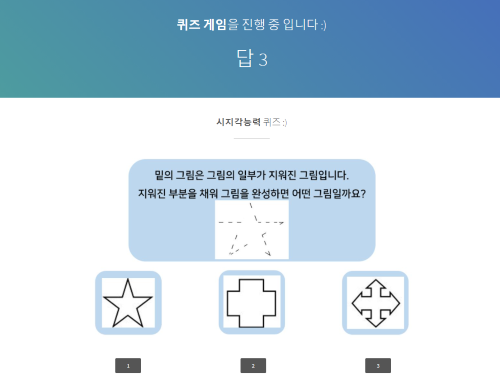 퀴즈 게임을 진행 중 입니다 :)
답 3
시지각능력 퀴즈 :)
밑의 그림은 그림의 일부가 지워진 그림입니다.
지워진 부분을 채워 그림을 완성하면 어떤 그림일까요?
1 2 3